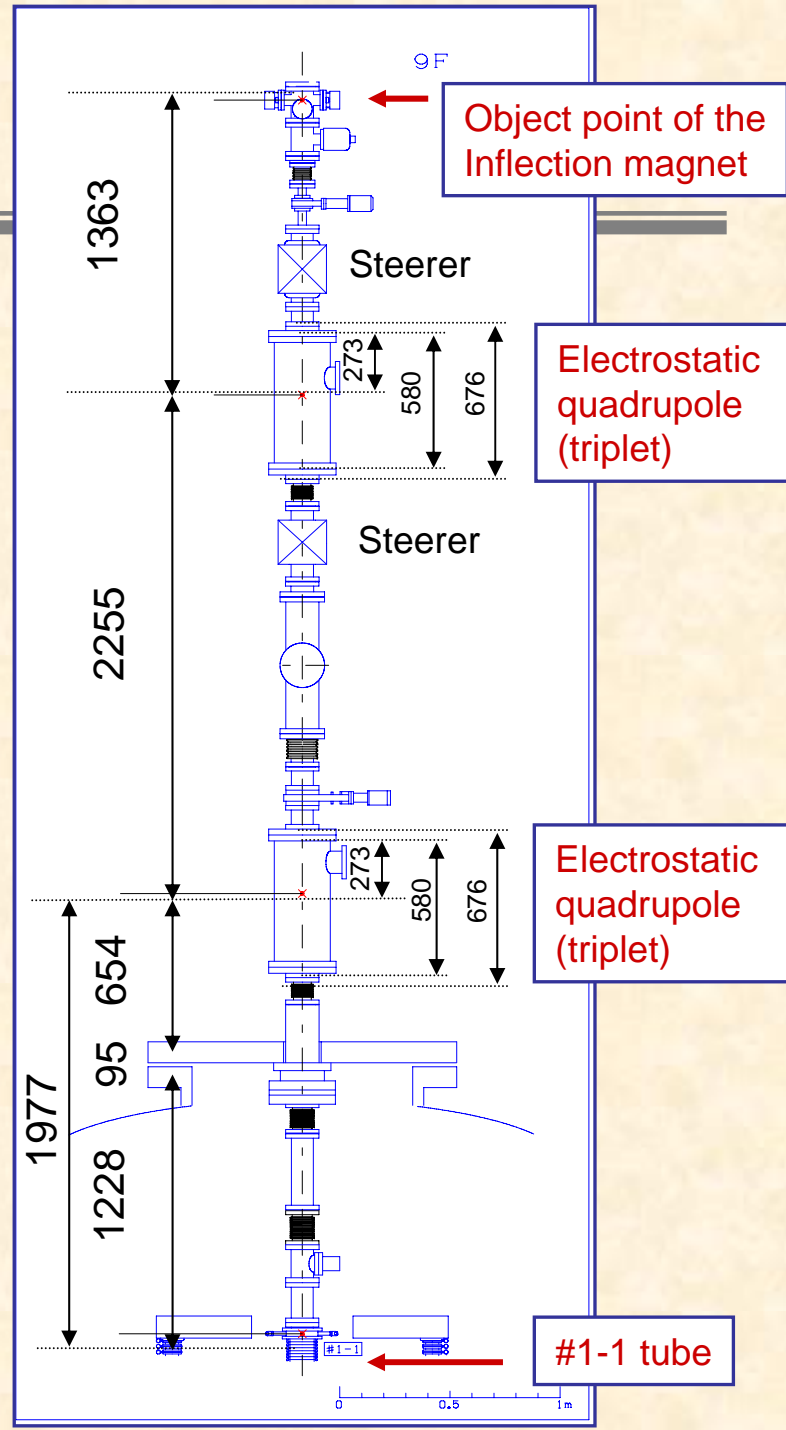 9F
Object point of the
Inflection magnet
1363
Steerer
273
580
676
Electrostatic
quadrupole
(triplet)
2255
Steerer
273
580
676
Electrostatic
quadrupole
(triplet)
654
95
1977
1228
#1-1
#1-1 tube
0 0.5 1m